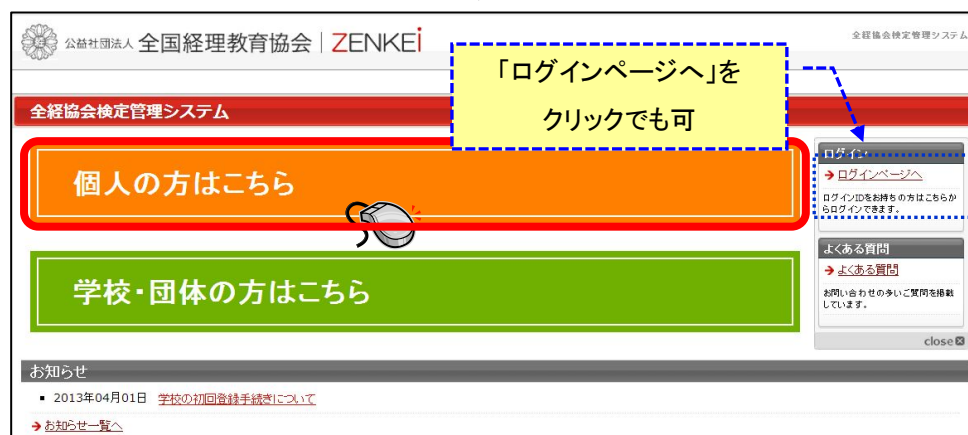 公益社団法人 全国経理教育協会 | ZENKEI
全経協会検定管理システム
「ログインページへ」を
クリックでも可
全経協会検定管理システム
個人の方はこちら
学校・団体の方はこちら
ログイン
ログインページへ
ログインIDをお持ちの方はこちらか
らログインできます。
よくある質問
よくある質問
お問い合わせの多いご質問を掲載
しています。
close
お知らせ
2013年04月01日 学校の初回登録手続きについて
お知らせ一覧へ